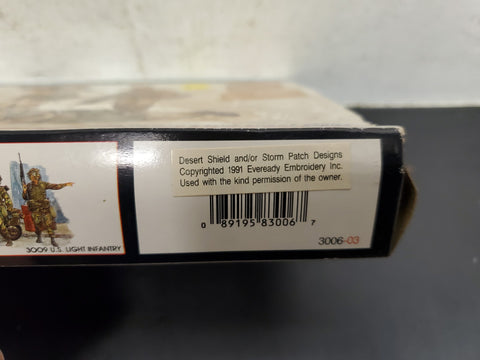 Desert Shield and/or Storm Patch Designs
Copyrighted 1991 Eveready Embroidery Inc.
Used with the kind permission of the owner.
0 89195 83006 7
3009 U.S. LIGHT INFANTRY
3006-03